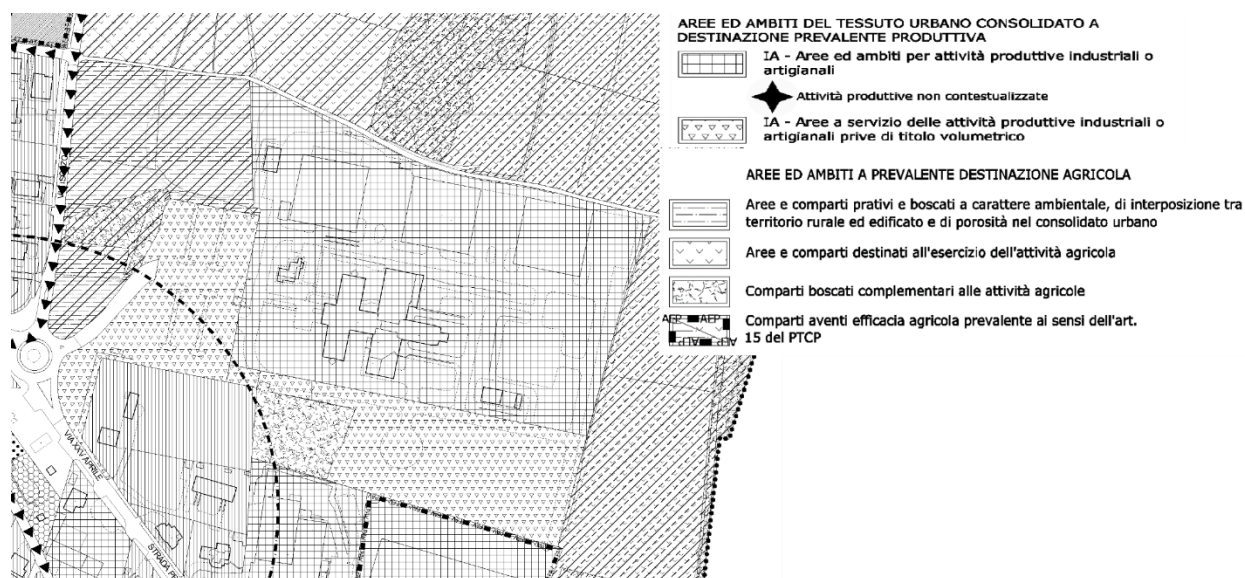 AREE ED AMBITI DEL TESSUTO URBANO CONSOLIDATO A
DESTINAZIONE PREVALENTE PRODUTTIVA
IA - Aree ed ambiti per attività produttive industriali o
artigianali
Attività produttive non contestualizzate
IA - Aree a servizio delle attività produttive industriali o
artigianali prive di titolo volumetrico
AREE ED AMBITI A PREVALENTE DESTINAZIONE AGRICOLA
Aree e comparti prativi e boscati a carattere ambientale, di interposizione tra
territorio rurale ed edificato e di porosità nel consolidato urbano
Aree e comparti destinati all'esercizio dell'attività agricola
Comparti boscati complementari alle attività agricole
AEP AEP
Comparti aventi efficacia agricola prevalente ai sensi dell'art.
15 del PTCP
VIA XXV APRILE